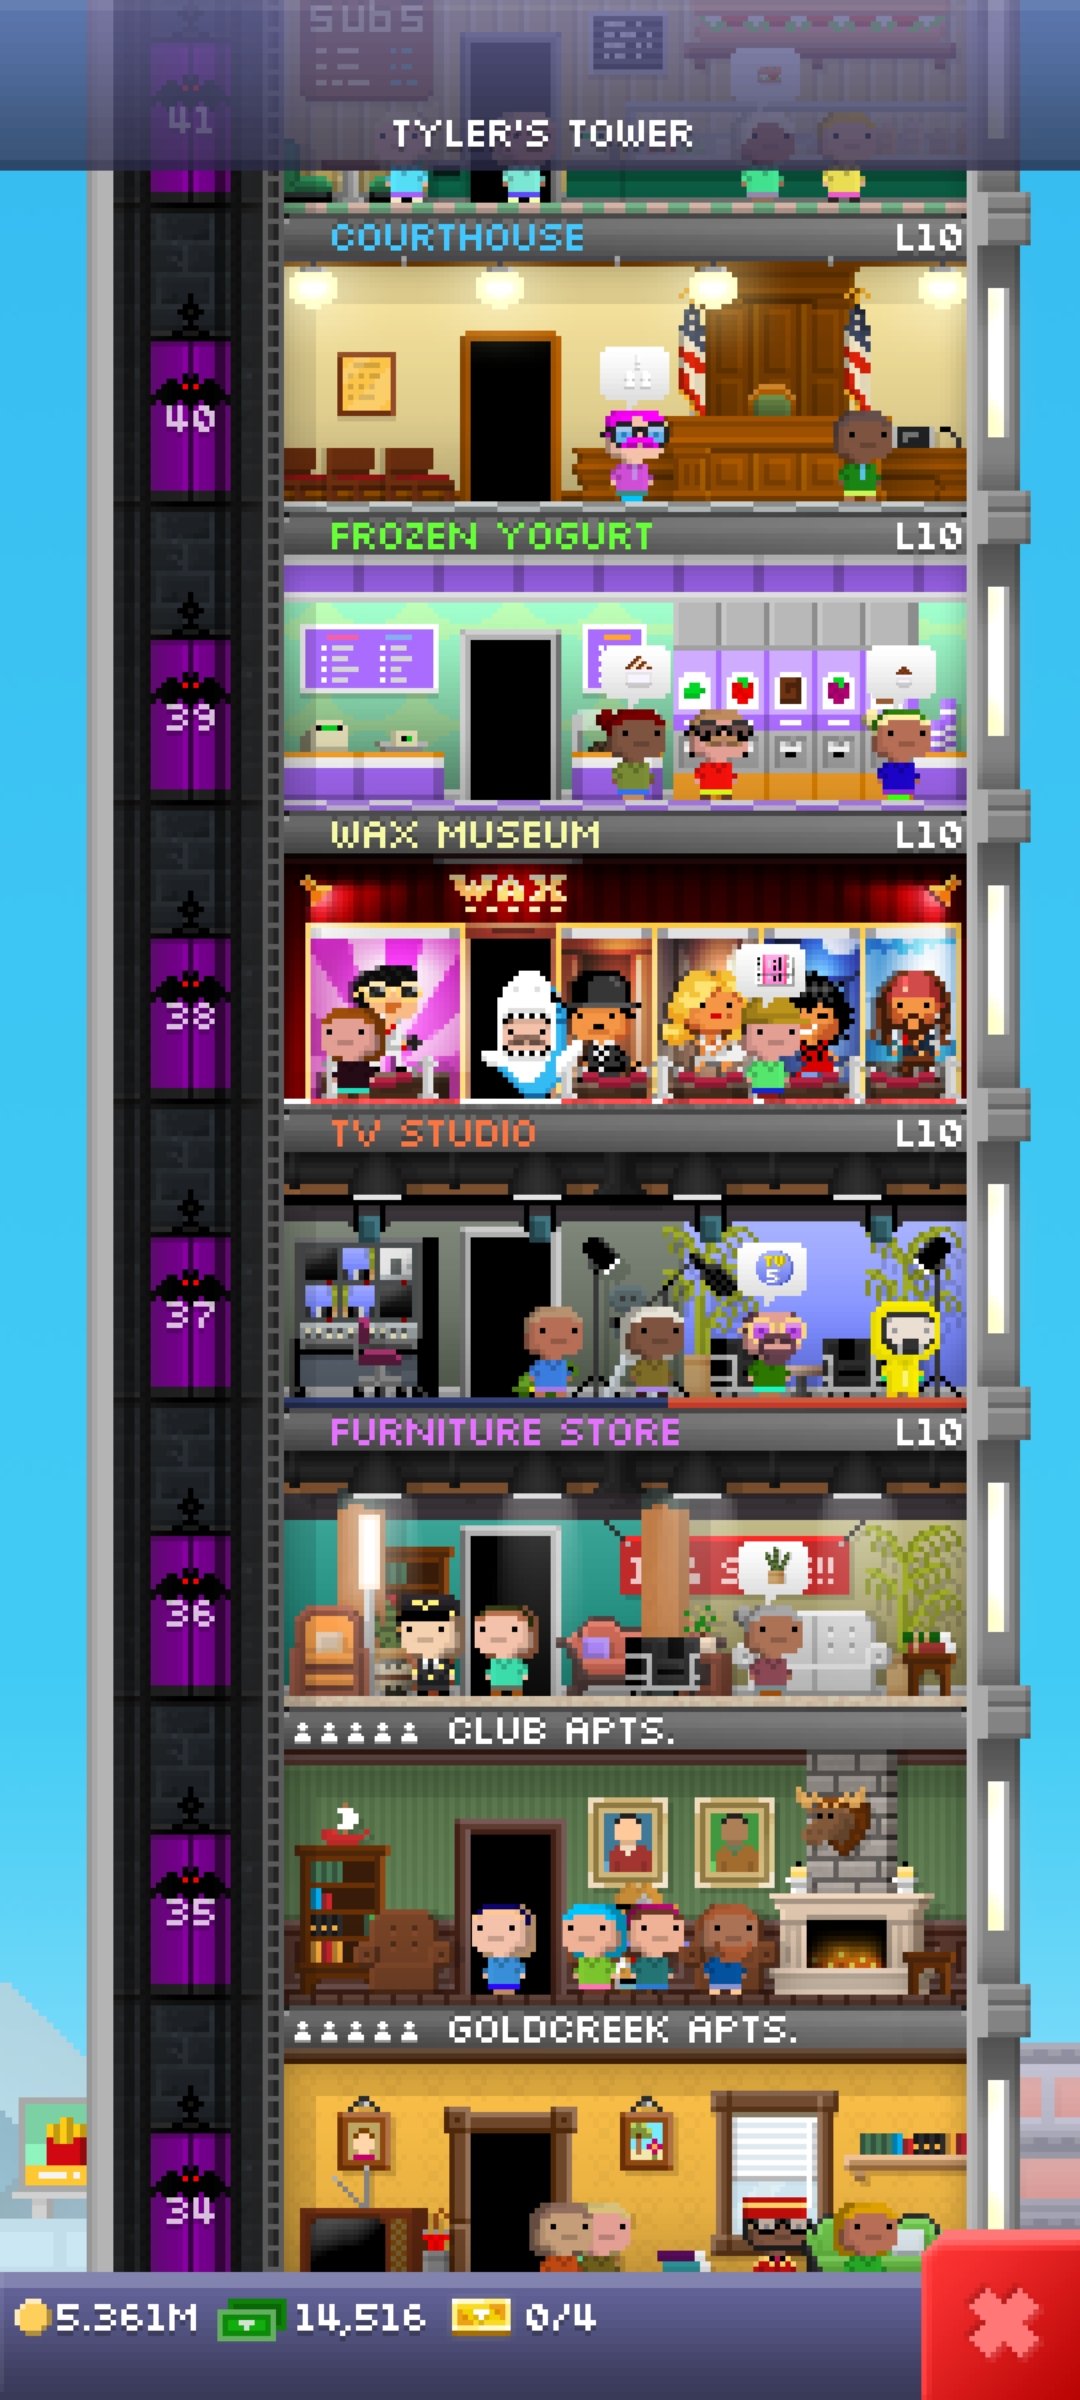 SUBS
41
TYLER'S TOWER
COURTHOUSE L10
40
FROZEN YOGURT L10
39
WAX MUSEUM L10
WAX
38
TV STUDIO L10
TV
5
37
FURNITURE STORE L10
36
CLUB APTS.
35
GOLDCREEK APTS.
34
5.361M 14,516 0/4